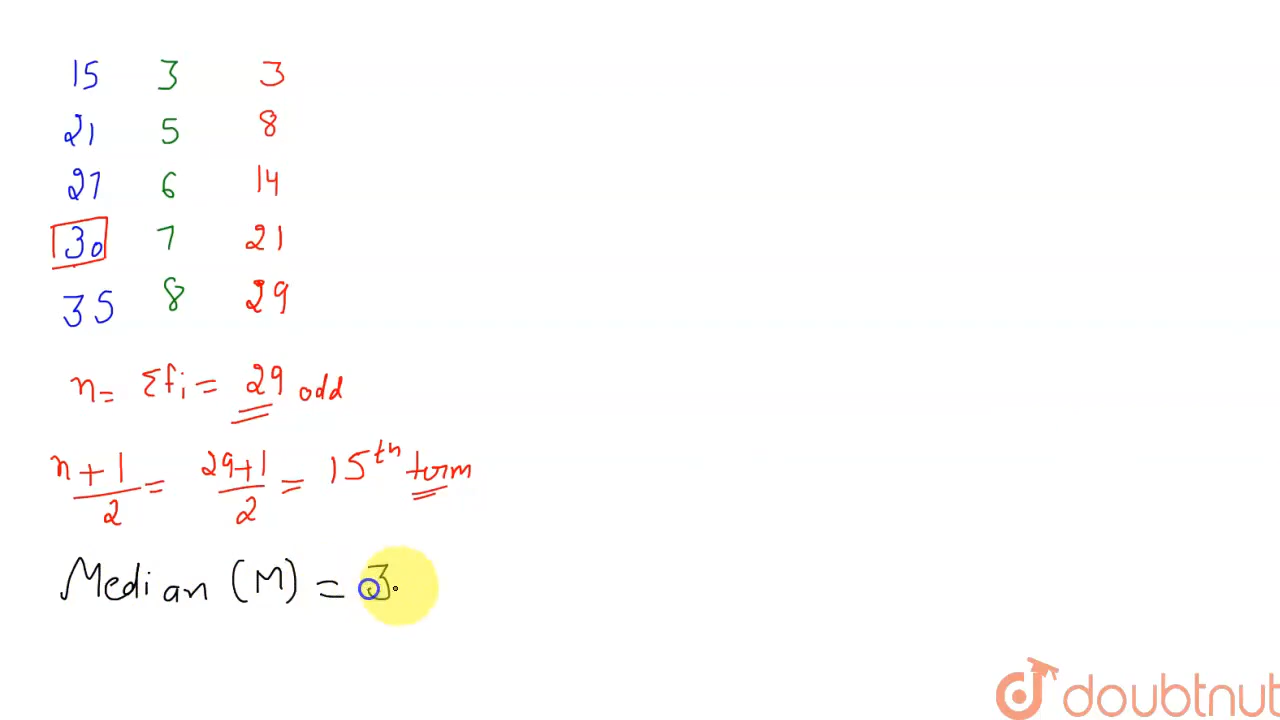 15 3 3
21 5 8
27 6 14
30 7 21
35 8 29
n= Σfi = 29 odd
n+1/2 = 29+1/2 = 15th term
Median (M) = 3
doubtnut